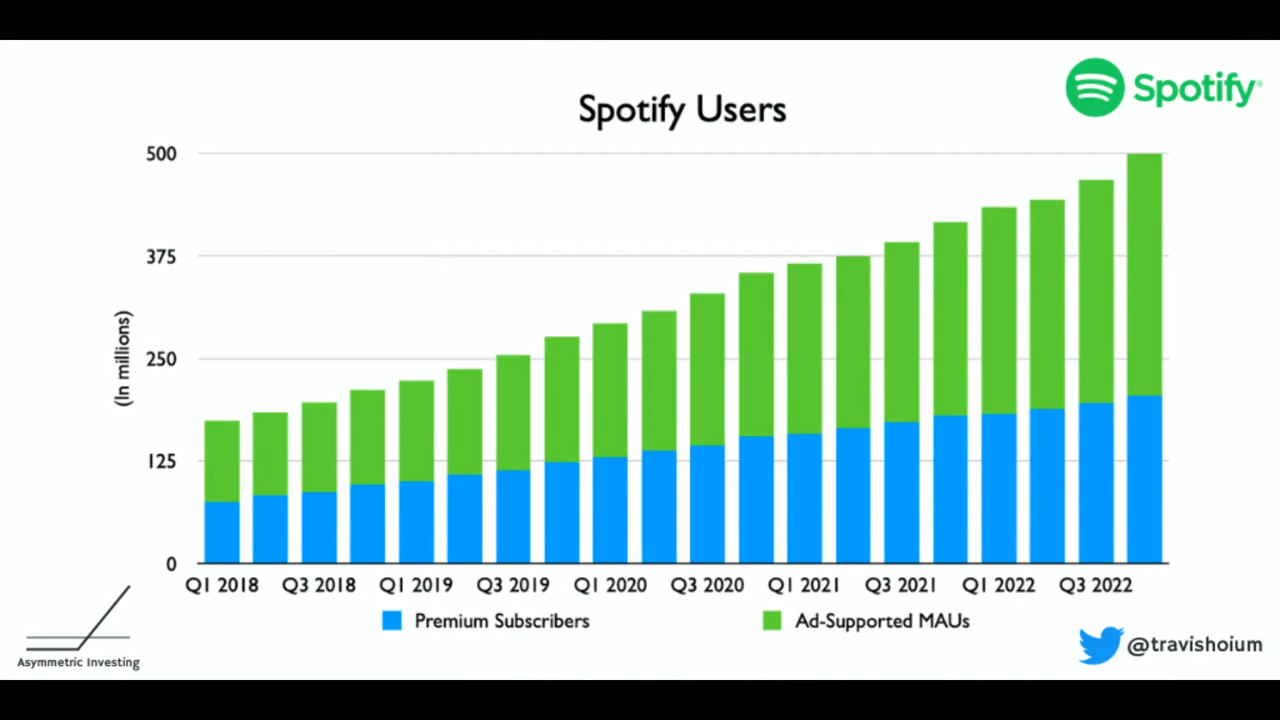 Spotify®
Spotify Users
500
375
250
125
0
(In millions)
Q1 2018 Q3 2018 Q1 2019 Q3 2019 Q1 2020 Q3 2020 Q1 2021 Q3 2021 Q1 2022 Q3 2022
Premium Subscribers Ad-Supported MAUs
Asymmetric Investing
@travishoium